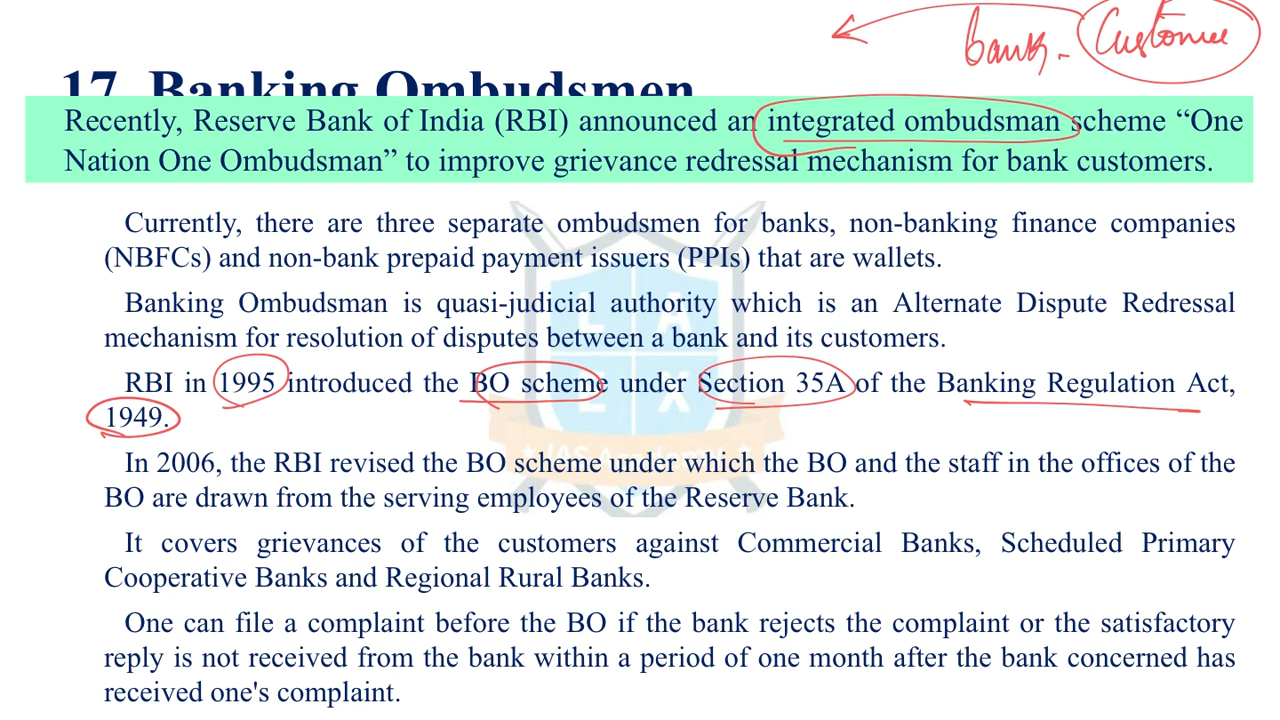 bank - Customer
17. Banking Ombudsmen
Recently, Reserve Bank of India (RBI) announced an integrated ombudsman scheme “One
Nation One Ombudsman” to improve grievance redressal mechanism for bank customers.
Currently, there are three separate ombudsmen for banks, non-banking finance companies
(NBFCs) and non-bank prepaid payment issuers (PPIs) that are wallets.
Banking Ombudsman is quasi-judicial authority which is an Alternate Dispute Redressal
mechanism for resolution of disputes between a bank and its customers.
RBI in 1995 introduced the BO scheme under Section 35A of the Banking Regulation Act,
1949.
In 2006, the RBI revised the BO scheme under which the BO and the staff in the offices of the
BO are drawn from the serving employees of the Reserve Bank.
It covers grievances of the customers against Commercial Banks, Scheduled Primary
Cooperative Banks and Regional Rural Banks.
One can file a complaint before the BO if the bank rejects the complaint or the satisfactory
reply is not received from the bank within a period of one month after the bank concerned has
received one's complaint.
L A
E X
IAS Academy